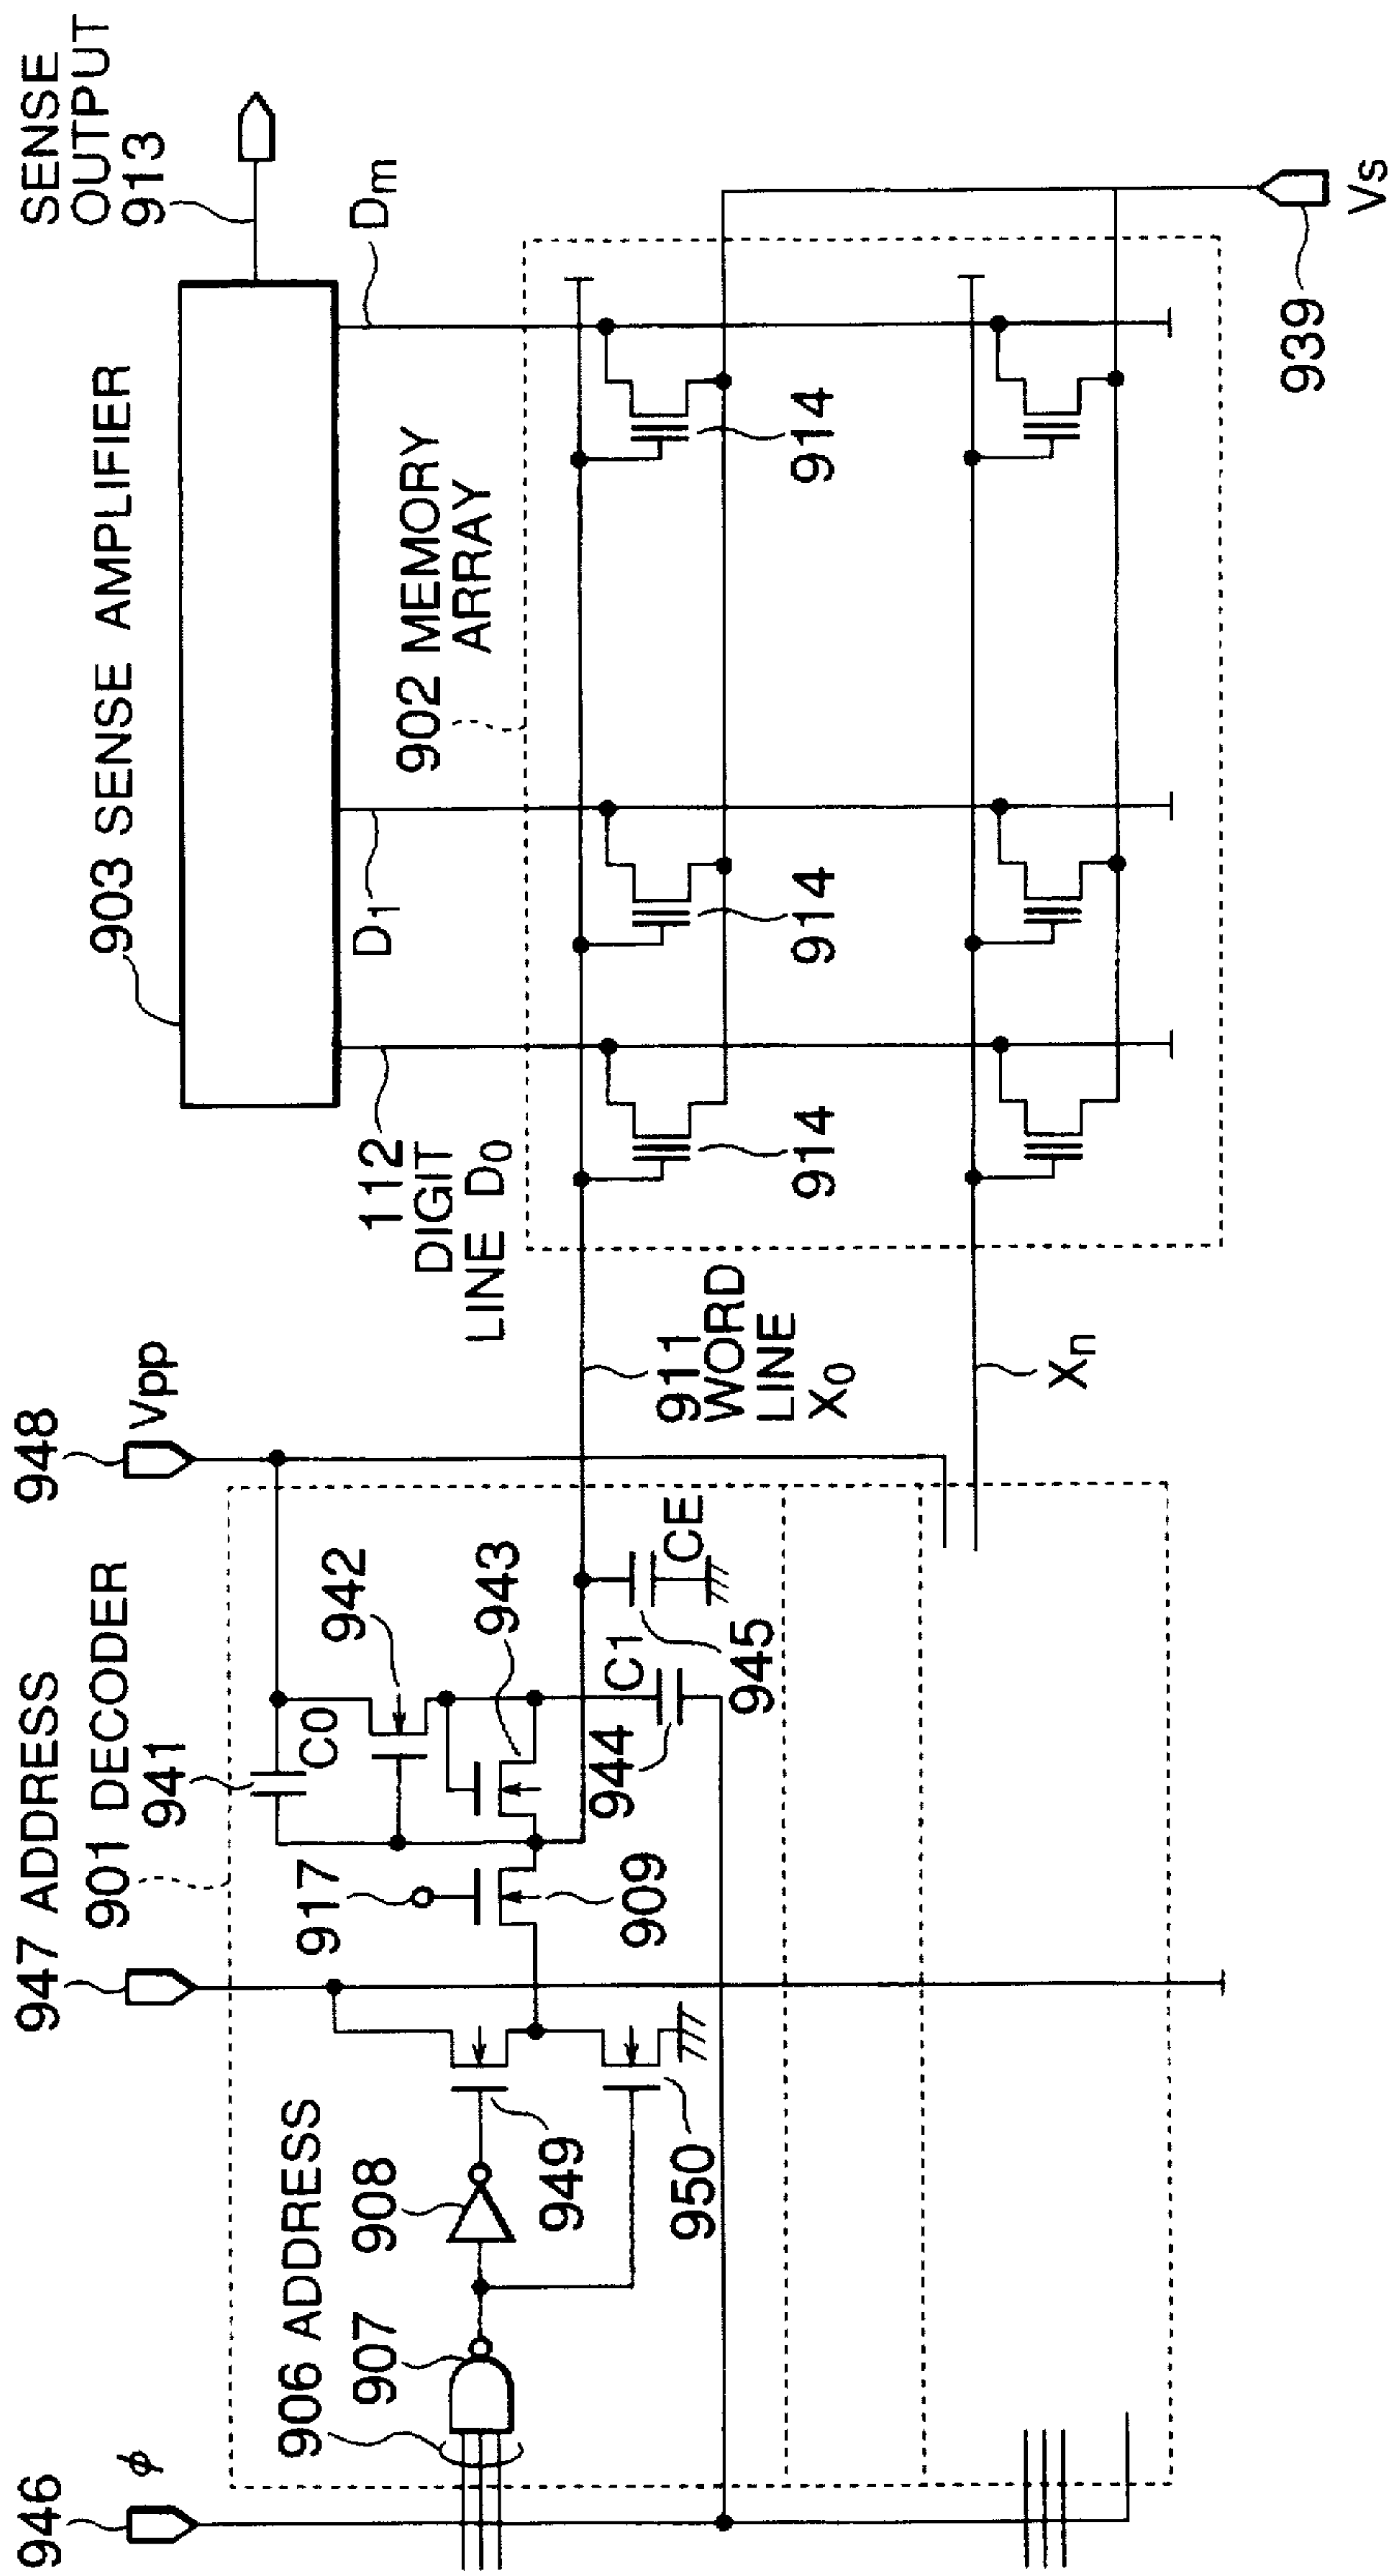 946
φ
947 ADDRESS
901 DECODER
948
Vpp
906 ADDRESS
907
908
949
950
917
909
941
C0
942
943
944
C1
945
CE
911
WORD
LINE
X0
Xn
903 SENSE AMPLIFIER
SENSE
OUTPUT
913
112
DIGIT
LINE D0
D1
Dm
902 MEMORY
ARRAY
914
914
914
939
Vs